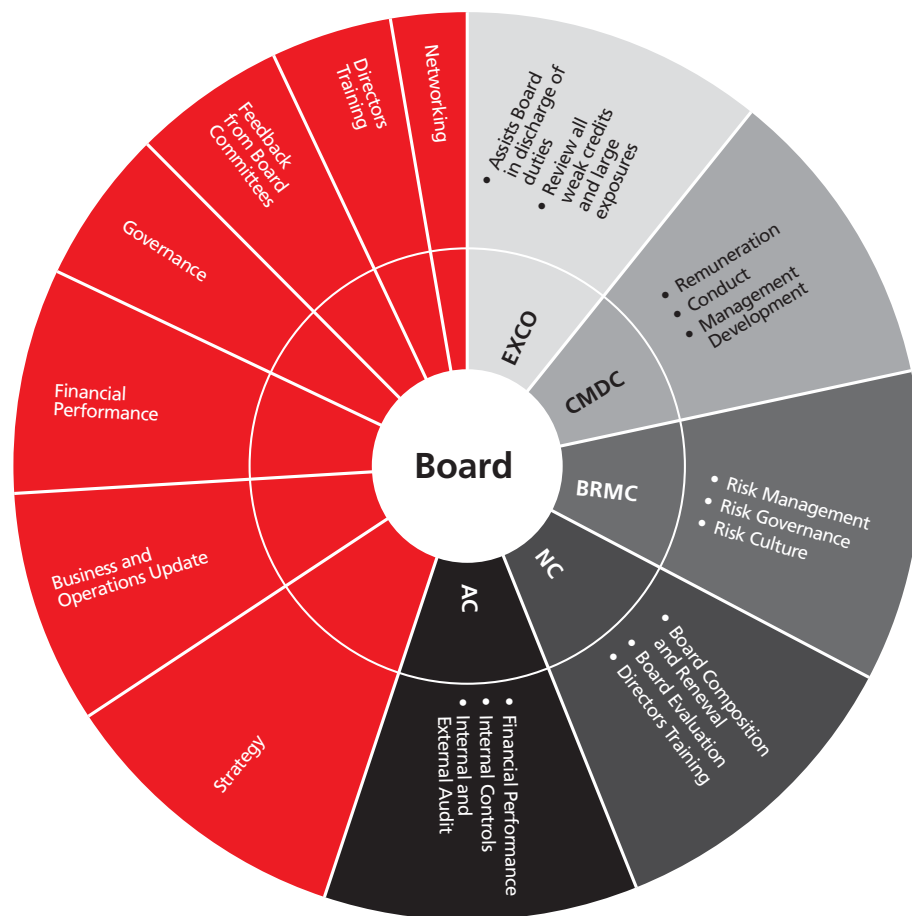 Board
EXCO
• Assists Board
in discharge of
duties
• Review all
weak credits
and large
exposures
CMDC
• Remuneration
• Conduct
• Management
Development
BRMC
• Risk Management
• Risk Governance
• Risk Culture
NC
• Board Composition
and Renewal
• Board Evaluation
• Directors Training
AC
• Financial Performance
• Internal Controls
• Internal and
External Audit
Strategy
Business and
Operations Update
Financial
Performance
Governance
Feedback
from Board
Committees
Directors
Training
Networking